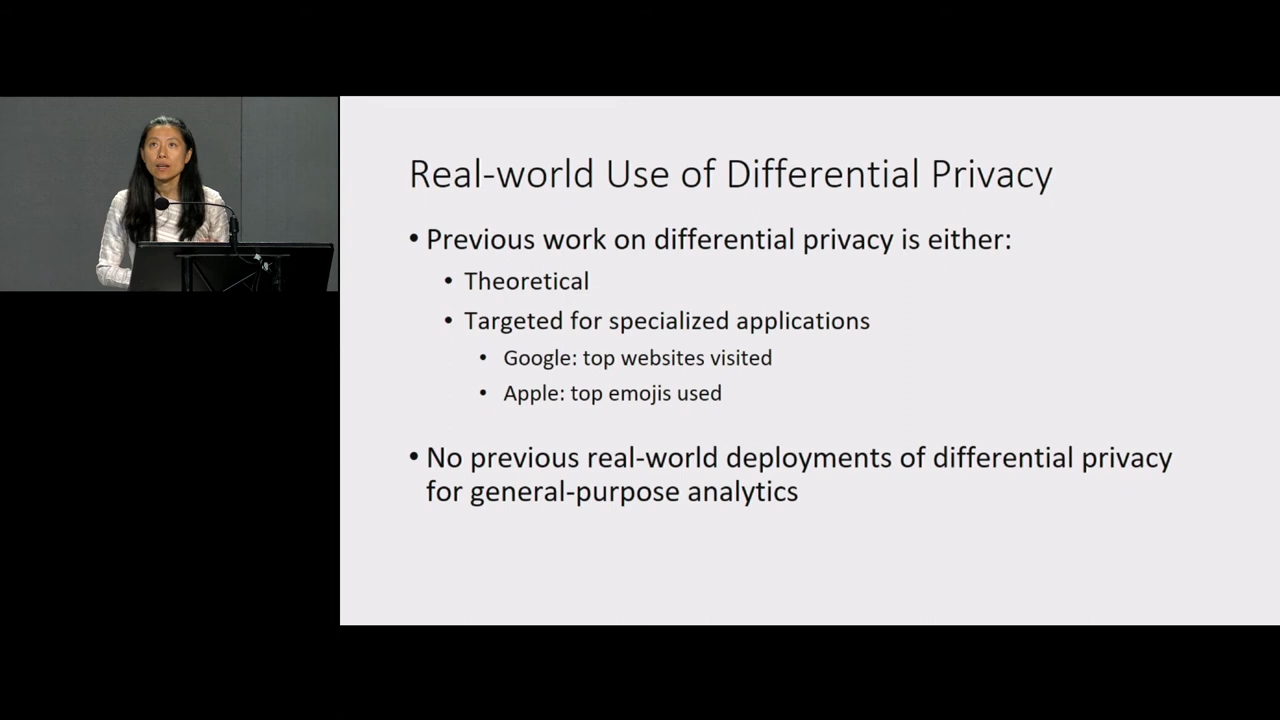 Real-world Use of Differential Privacy
• Previous work on differential privacy is either:
• Theoretical
• Targeted for specialized applications
• Google: top websites visited
• Apple: top emojis used
• No previous real-world deployments of differential privacy
for general-purpose analytics